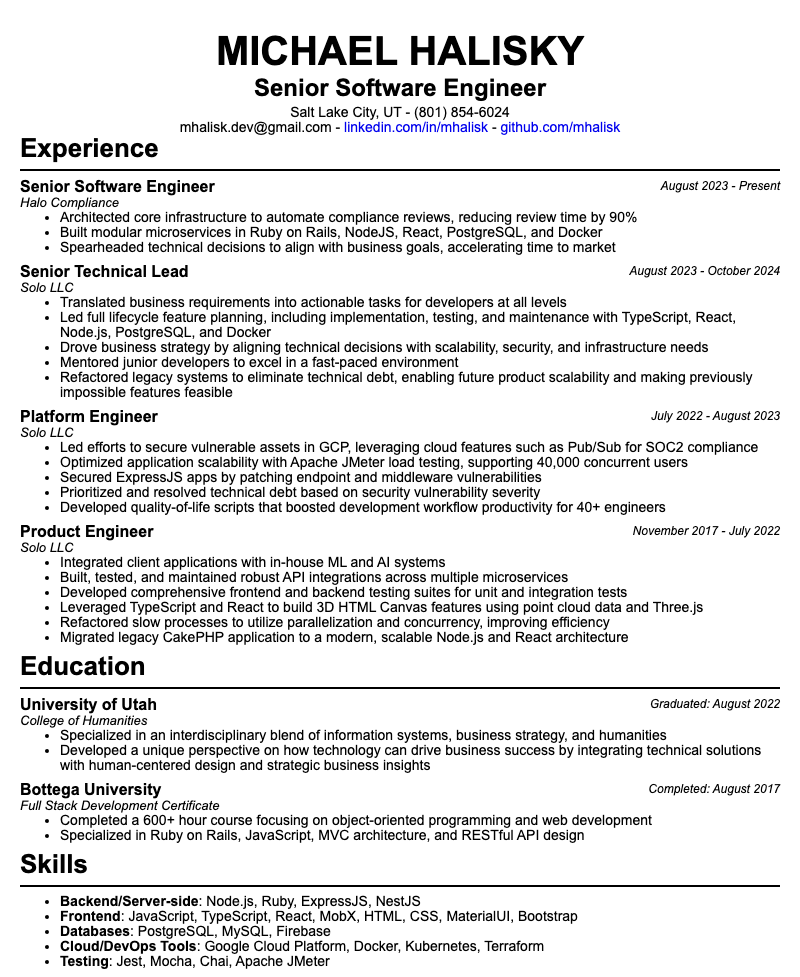 MICHAEL HALISKY
Senior Software Engineer
Salt Lake City, UT - (801) 854-6024
mhalisk.dev@gmail.com - linkedin.com/in/mhalisk - github.com/mhalisk
Experience
Senior Software Engineer August 2023 - Present
Halo Compliance
• Architected core infrastructure to automate compliance reviews, reducing review time by 90%
• Built modular microservices in Ruby on Rails, NodeJS, React, PostgreSQL, and Docker
• Spearheaded technical decisions to align with business goals, accelerating time to market
Senior Technical Lead August 2023 - October 2024
Solo LLC
• Translated business requirements into actionable tasks for developers at all levels
• Led full lifecycle feature planning, including implementation, testing, and maintenance with TypeScript, React,
Node.js, PostgreSQL, and Docker
• Drove business strategy by aligning technical decisions with scalability, security, and infrastructure needs
• Mentored junior developers to excel in a fast-paced environment
• Refactored legacy systems to eliminate technical debt, enabling future product scalability and making previously
impossible features feasible
Platform Engineer July 2022 - August 2023
Solo LLC
• Led efforts to secure vulnerable assets in GCP, leveraging cloud features such as Pub/Sub for SOC2 compliance
• Optimized application scalability with Apache JMeter load testing, supporting 40,000 concurrent users
• Secured ExpressJS apps by patching endpoint and middleware vulnerabilities
• Prioritized and resolved technical debt based on security vulnerability severity
• Developed quality-of-life scripts that boosted development workflow productivity for 40+ engineers
Product Engineer November 2017 - July 2022
Solo LLC
• Integrated client applications with in-house ML and AI systems
• Built, tested, and maintained robust API integrations across multiple microservices
• Developed comprehensive frontend and backend testing suites for unit and integration tests
• Leveraged TypeScript and React to build 3D HTML Canvas features using point cloud data and Three.js
• Refactored slow processes to utilize parallelization and concurrency, improving efficiency
• Migrated legacy CakePHP application to a modern, scalable Node.js and React architecture
Education
University of Utah Graduated: August 2022
College of Humanities
• Specialized in an interdisciplinary blend of information systems, business strategy, and humanities
• Developed a unique perspective on how technology can drive business success by integrating technical solutions
with human-centered design and strategic business insights
Bottega University Completed: August 2017
Full Stack Development Certificate
• Completed a 600+ hour course focusing on object-oriented programming and web development
• Specialized in Ruby on Rails, JavaScript, MVC architecture, and RESTful API design
Skills
• Backend/Server-side: Node.js, Ruby, ExpressJS, NestJS
• Frontend: JavaScript, TypeScript, React, MobX, HTML, CSS, MaterialUI, Bootstrap
• Databases: PostgreSQL, MySQL, Firebase
• Cloud/DevOps Tools: Google Cloud Platform, Docker, Kubernetes, Terraform
• Testing: Jest, Mocha, Chai, Apache JMeter